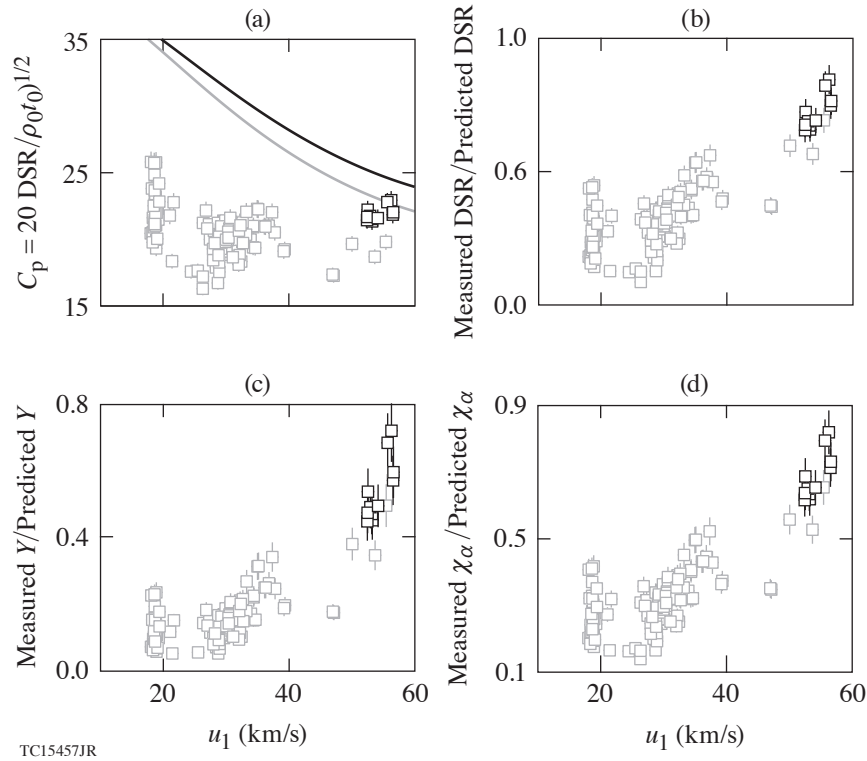 (a)
(b)
35
25
15
C_p = 20 DSR/ρ_0t_0)^{1/2}
1.0
0.6
0.0
Measured DSR/Predicted DSR
(c)
(d)
0.8
0.4
0.0
Measured Y/Predicted Y
20 40 60
u_1 (km/s)
0.9
0.5
0.1
Measured χ_α/Predicted χ_α
20 40 60
u_1 (km/s)
TC15457JR